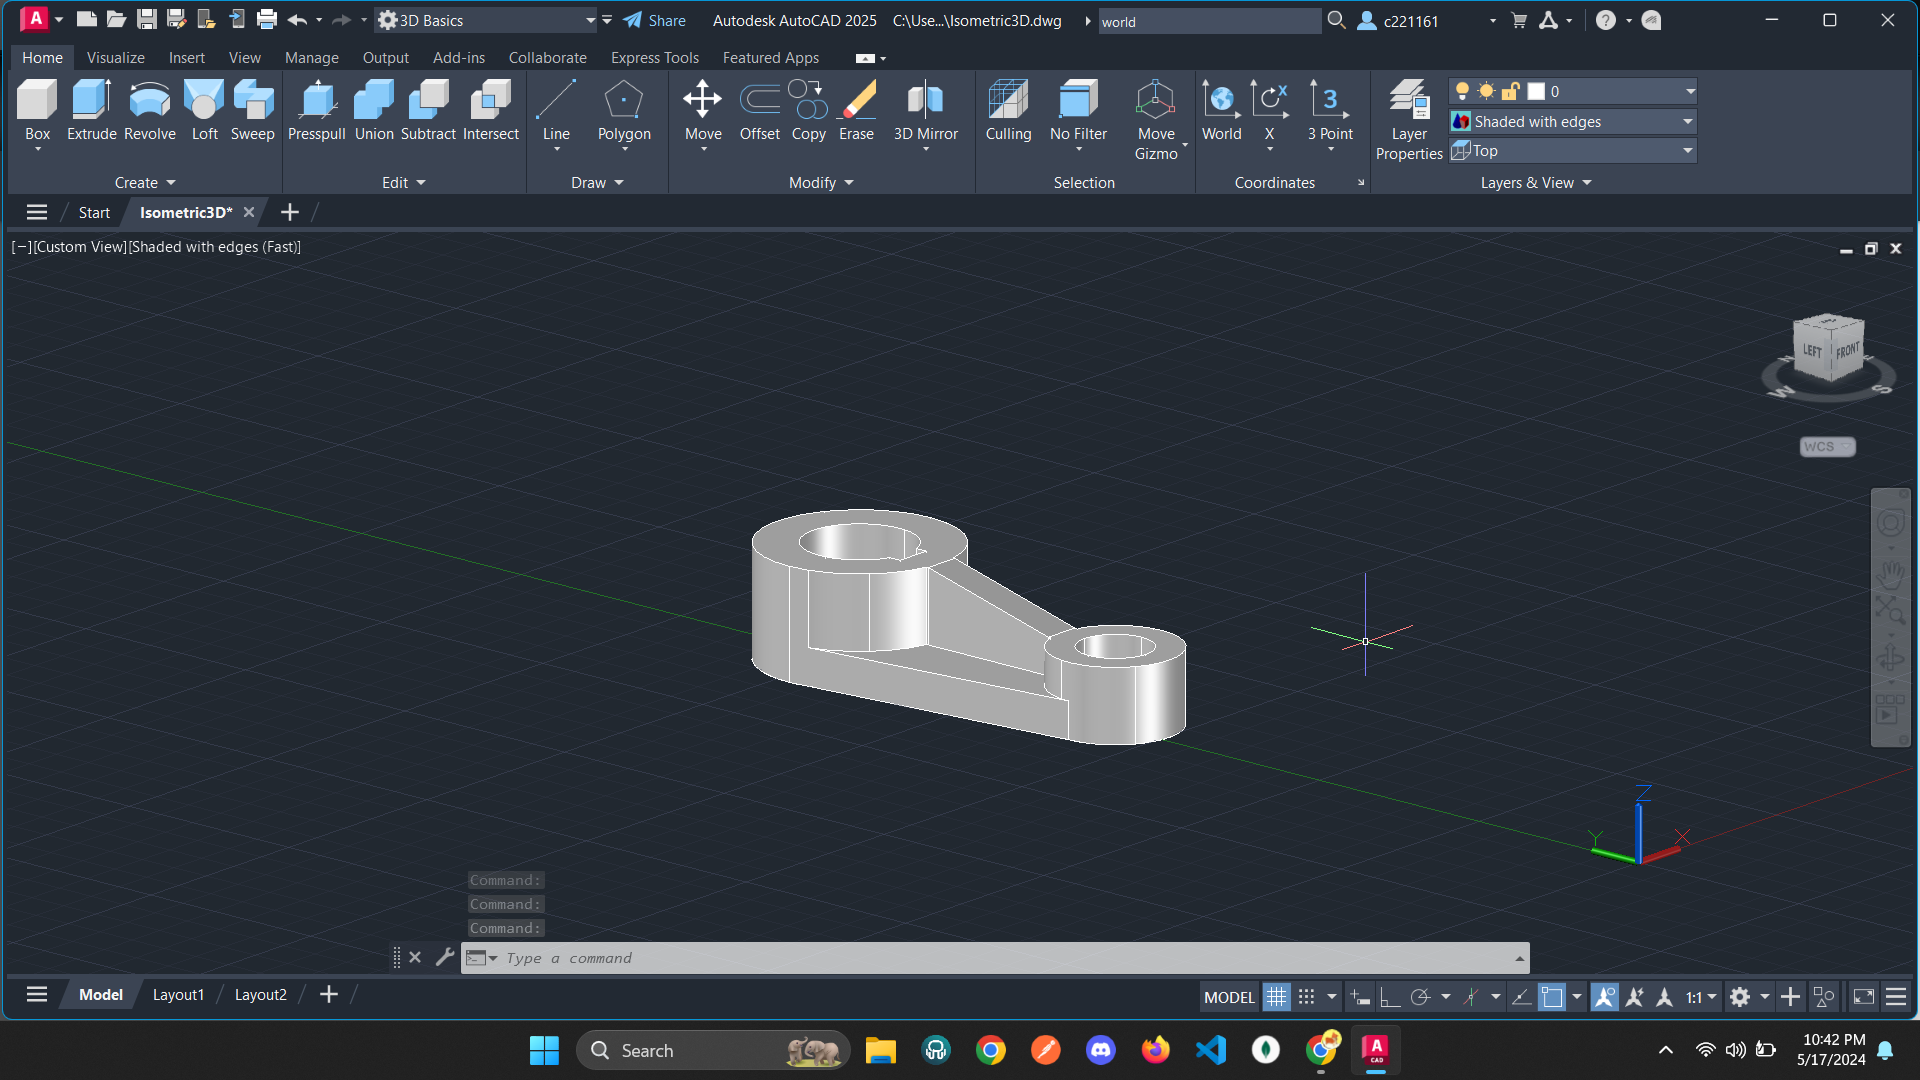 3D Basics
Share
Autodesk AutoCAD 2025 C:\Use...\Isometric3D.dwg
world
c221161
Home Visualize Insert View Manage Output Add-ins Collaborate Express Tools Featured Apps
Box Extrude Revolve Loft Sweep Presspull Union Subtract Intersect Line Polygon Move Offset Copy Erase 3D Mirror Culling No Filter Move Gizmo World X 3 Point Layer Properties
0
Shaded with edges
Top
Create Edit Draw Modify Selection Coordinates Layers & View
Start Isometric3D*
[−][Custom View][Shaded with edges (Fast)]
LEFT FRONT
W S
WCS
Z
Y X
Command:
Command:
Command:
Type a command
Model Layout1 Layout2
MODEL 1:1
Search
A
CAD
10:42 PM
5/17/2024